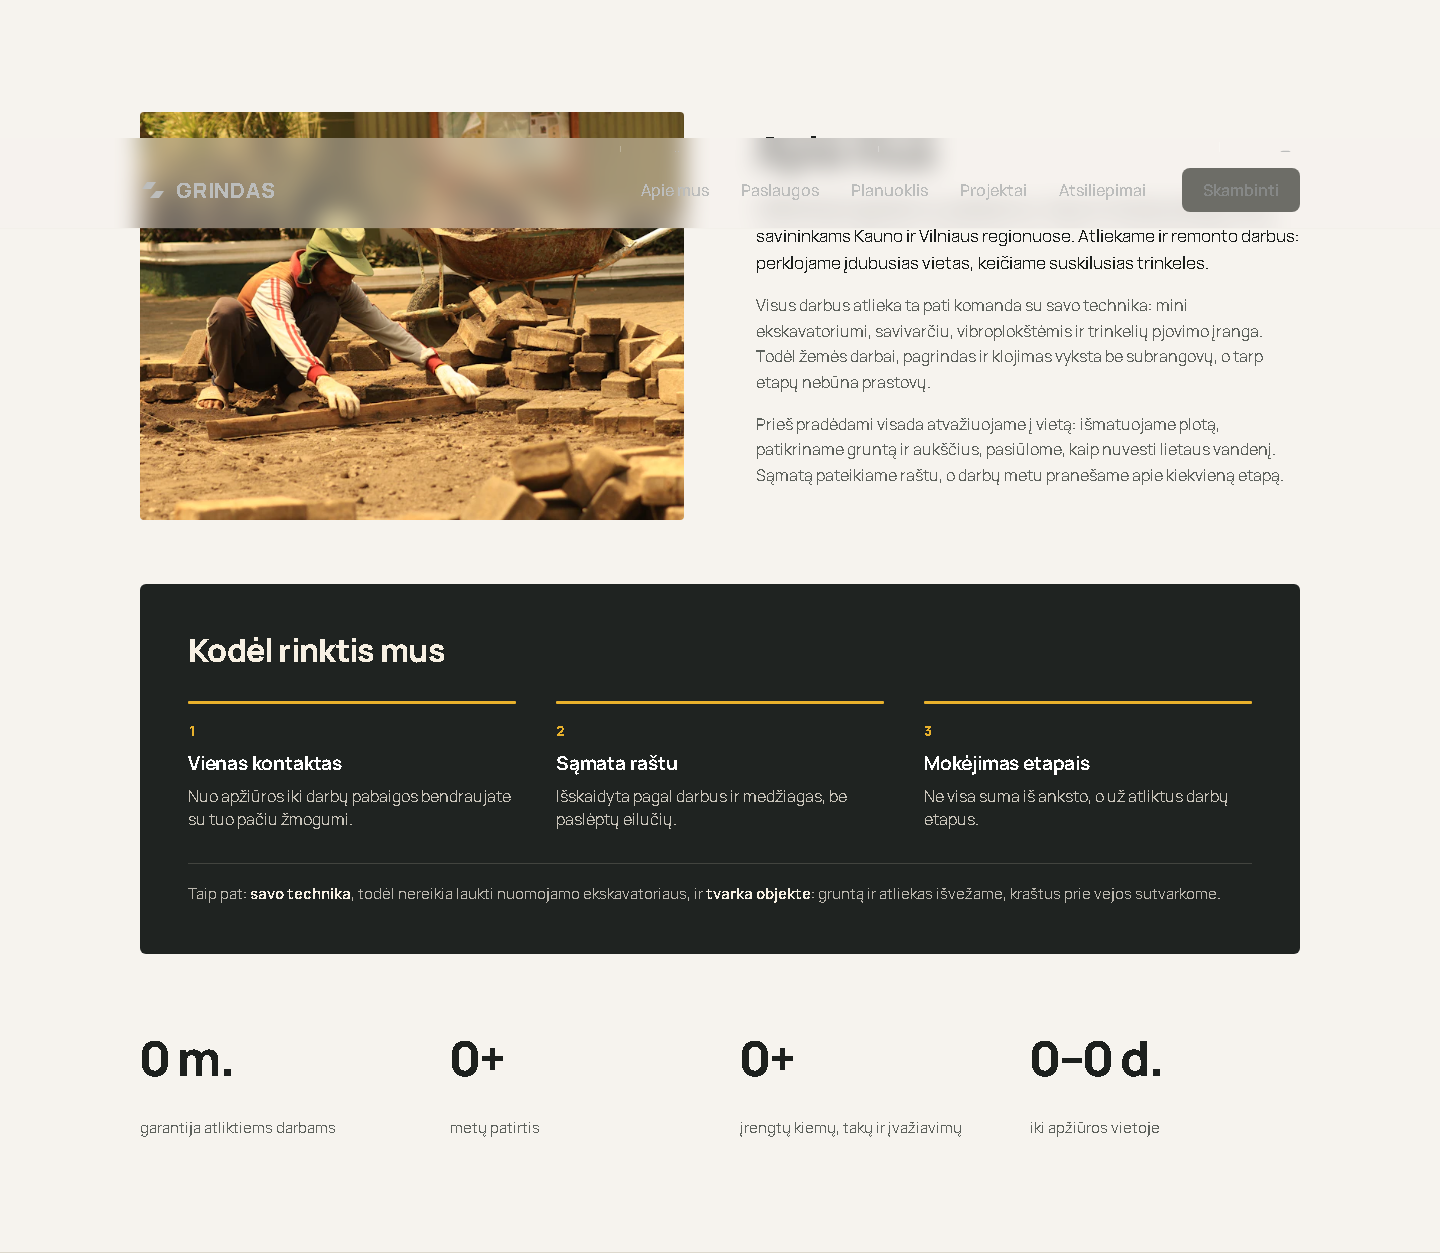 GRINDAS
Apie mus
Paslaugos
Planuoklis
Projektai
Atsiliepimai
Skambinti
savininkams Kauno ir Vilniaus regionuose. Atliekame ir remonto darbus:
perklojame įdubusias vietas, keičiame suskilusias trinkeles.
Visus darbus atlieka ta pati komanda su savo technika: mini
ekskavatoriumi, savivarčiu, vibroplokštėmis ir trinkelių pjovimo įranga.
Todėl žemės darbai, pagrindas ir klojimas vyksta be subrangovų, o tarp
etapų nebūna prastovų.
Prieš pradėdami visada atvažiuojame į vietą: išmatuojame plotą,
patikriname gruntą ir aukščius, pasiūlome, kaip nuvesti lietaus vandenį.
Sąmatą pateikiame raštu, o darbų metu pranešame apie kiekvieną etapą.
Kodėl rinktis mus
1
Vienas kontaktas
Nuo apžiūros iki darbų pabaigos bendraujate
su tuo pačiu žmogumi.
2
Sąmata raštu
Išskaidyta pagal darbus ir medžiagas, be
paslėptų eilučių.
3
Mokėjimas etapais
Ne visa suma iš anksto, o už atliktus darbų
etapus.
Taip pat: savo technika, todėl nereikia laukti nuomojamo ekskavatoriaus, ir tvarka objekte: gruntą ir atliekas išvežame, kraštus prie vejos sutvarkome.
0 m.
garantija atliktiems darbams
0+
metų patirtis
0+
įrengtų kiemų, takų ir įvažiavimų
0–0 d.
iki apžiūros vietoje